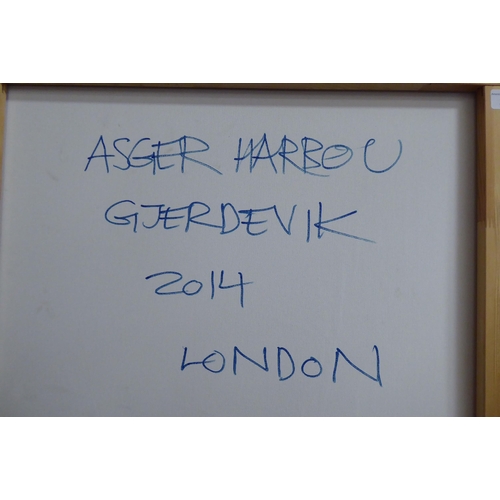 ASGER HARBOU
GJERDEVIK
2014
LONDON